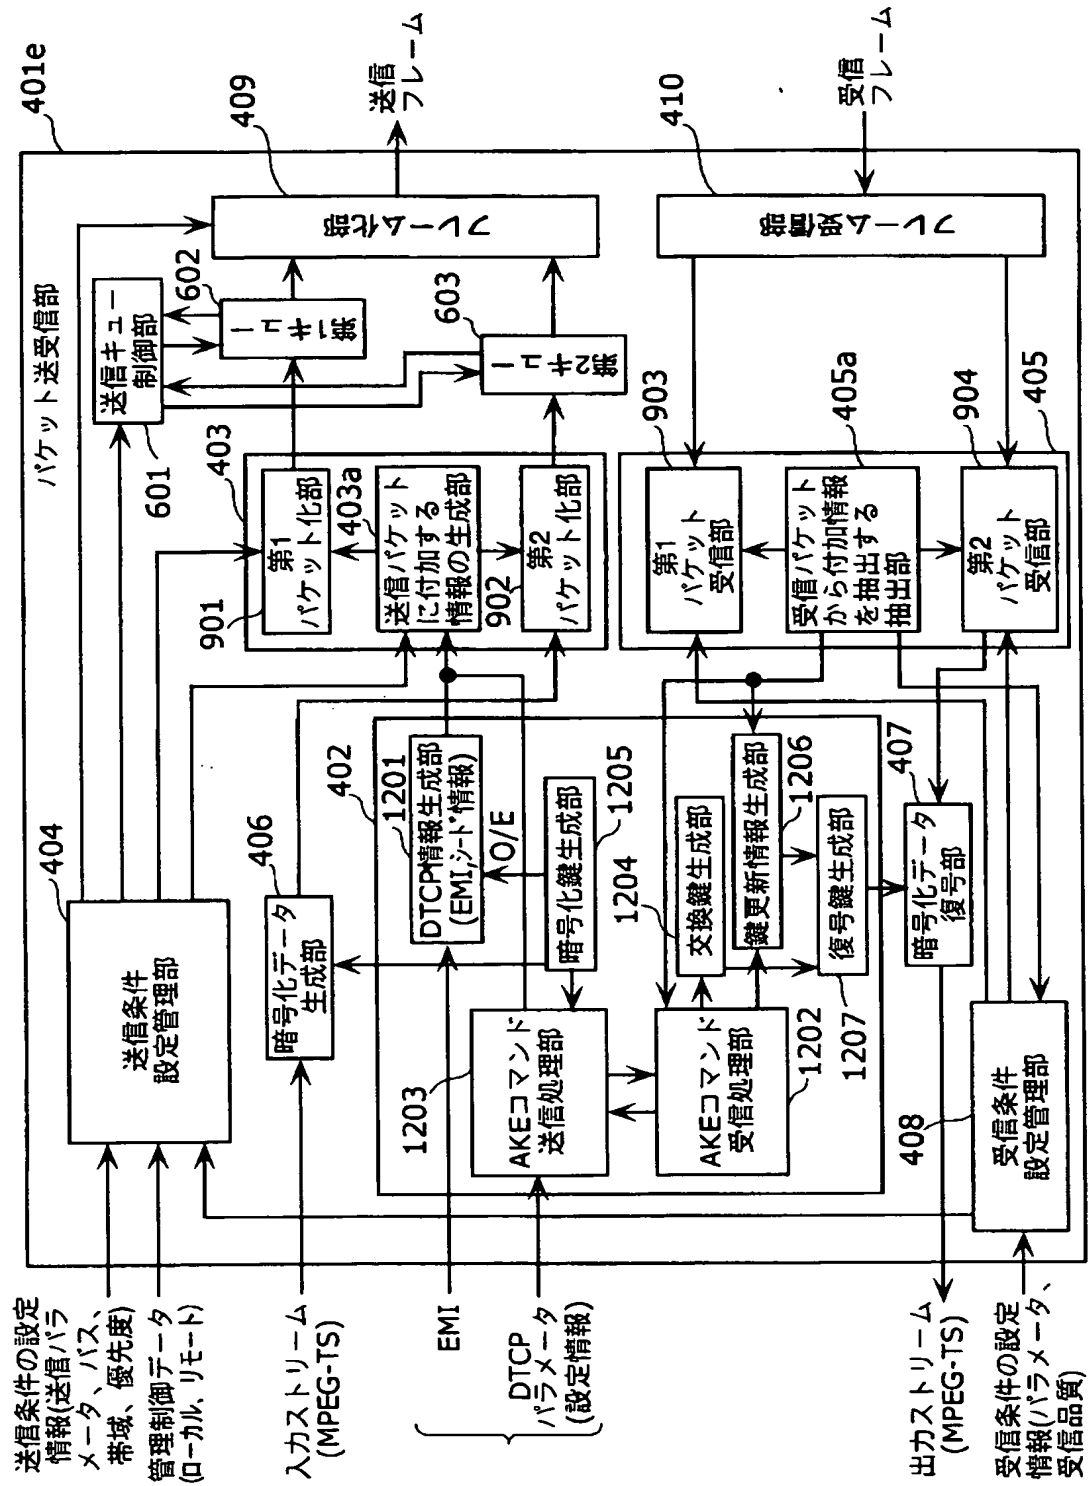 401e
パケット送受信部
送信条件の設定
情報(送信パラ
メータ、パス、
帯域、優先度)
管理制御データ
(ローカル、リモート)
404
送信条件
設定管理部
601
送信キュー
制御部
602
第1キュー
409
フレーム化部
送信
フレーム
603
第2キュー
403
901
第1
パケット化部
403a
送信パケット
に付加する
情報の生成部
902
第2
パケット化部
入力ストリーム
(MPEG-TS)
406
暗号化データ
生成部
402
EMI
DTCP
パラメータ
(設定情報)
1201
DTCP情報生成部
(EMI,シード情報)
O/E
暗号化鍵生成部
1205
1203
AKEコマンド
送信処理部
AKEコマンド
受信処理部
1202
1204
交換鍵生成部
鍵更新情報生成部
1206
復号鍵生成部
1207
410
フレーム受信部
受信
フレーム
903
第1
パケット
受信部
405a
受信パケット
から付加情報
を抽出する
抽出部
904
第2
パケット
受信部
405
407
暗号化データ
復号部
出力ストリーム
(MPEG-TS)
408
受信条件
設定管理部
受信条件の設定
情報(パラメータ、
受信品質)